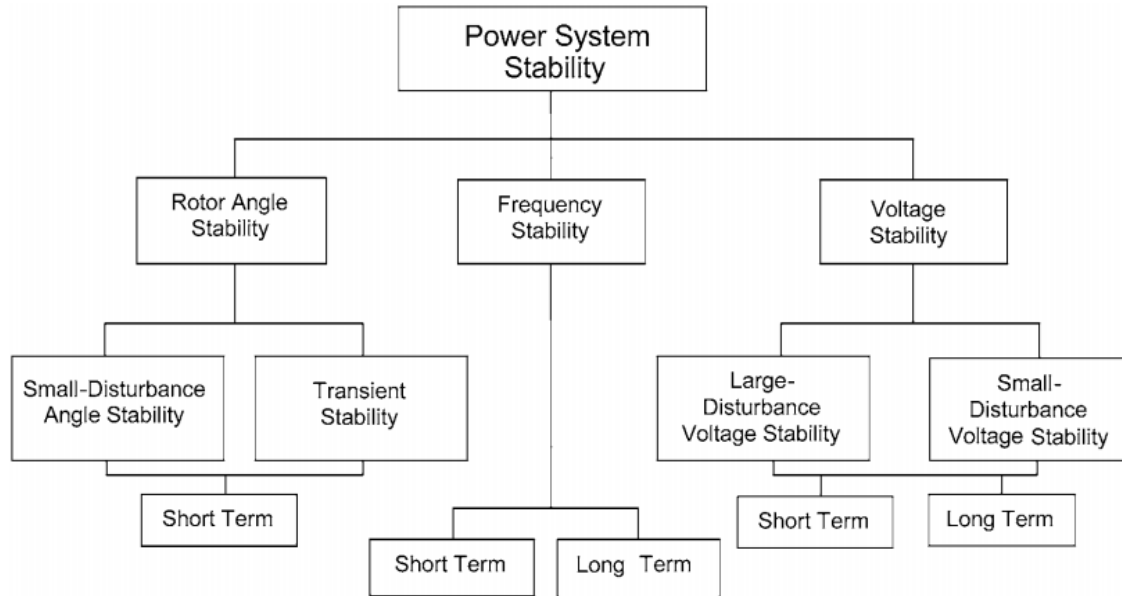 Power System
Stability
Rotor Angle
Stability
Frequency
Stability
Voltage
Stability
Small-Disturbance
Angle Stability
Transient
Stability
Large-
Disturbance
Voltage Stability
Small-
Disturbance
Voltage Stability
Short Term
Short Term
Long Term
Short Term
Long Term